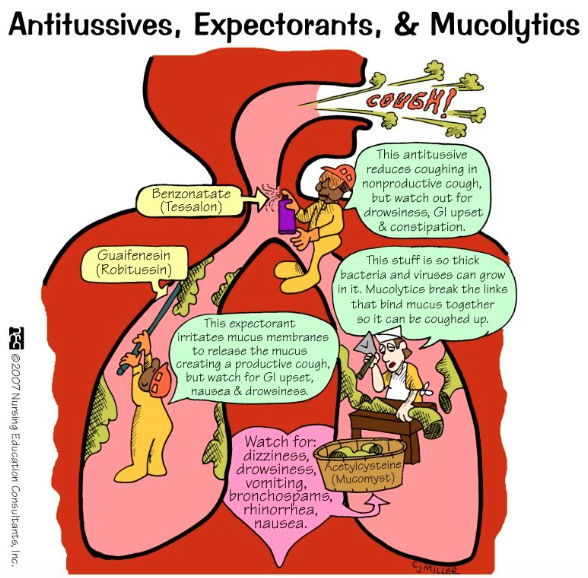 Antitussives, Expectorants, & Mucolytics
COUGH!
This antitussive
reduces coughing in
nonproductive cough,
but watch out for
drowsiness, GI upset
& constipation.
Benzonatate
(Tessalon)
Guaifenesin
(Robitussin)
This stuff is so thick
bacteria and viruses can grow
in it. Mucolytics break the links
that bind mucus together
so it can be coughed up.
This expectorant
irritates mucus membranes
to release the mucus
creating a productive cough,
but watch for GI upset,
nausea & drowsiness.
Watch for:
dizziness,
drowsiness,
vomiting,
bronchospams,
rhinorrhea,
nausea.
Acetylcysteine
(Mucomyst)
©2007 Nursing Education Consultants, Inc.
CJMILLER